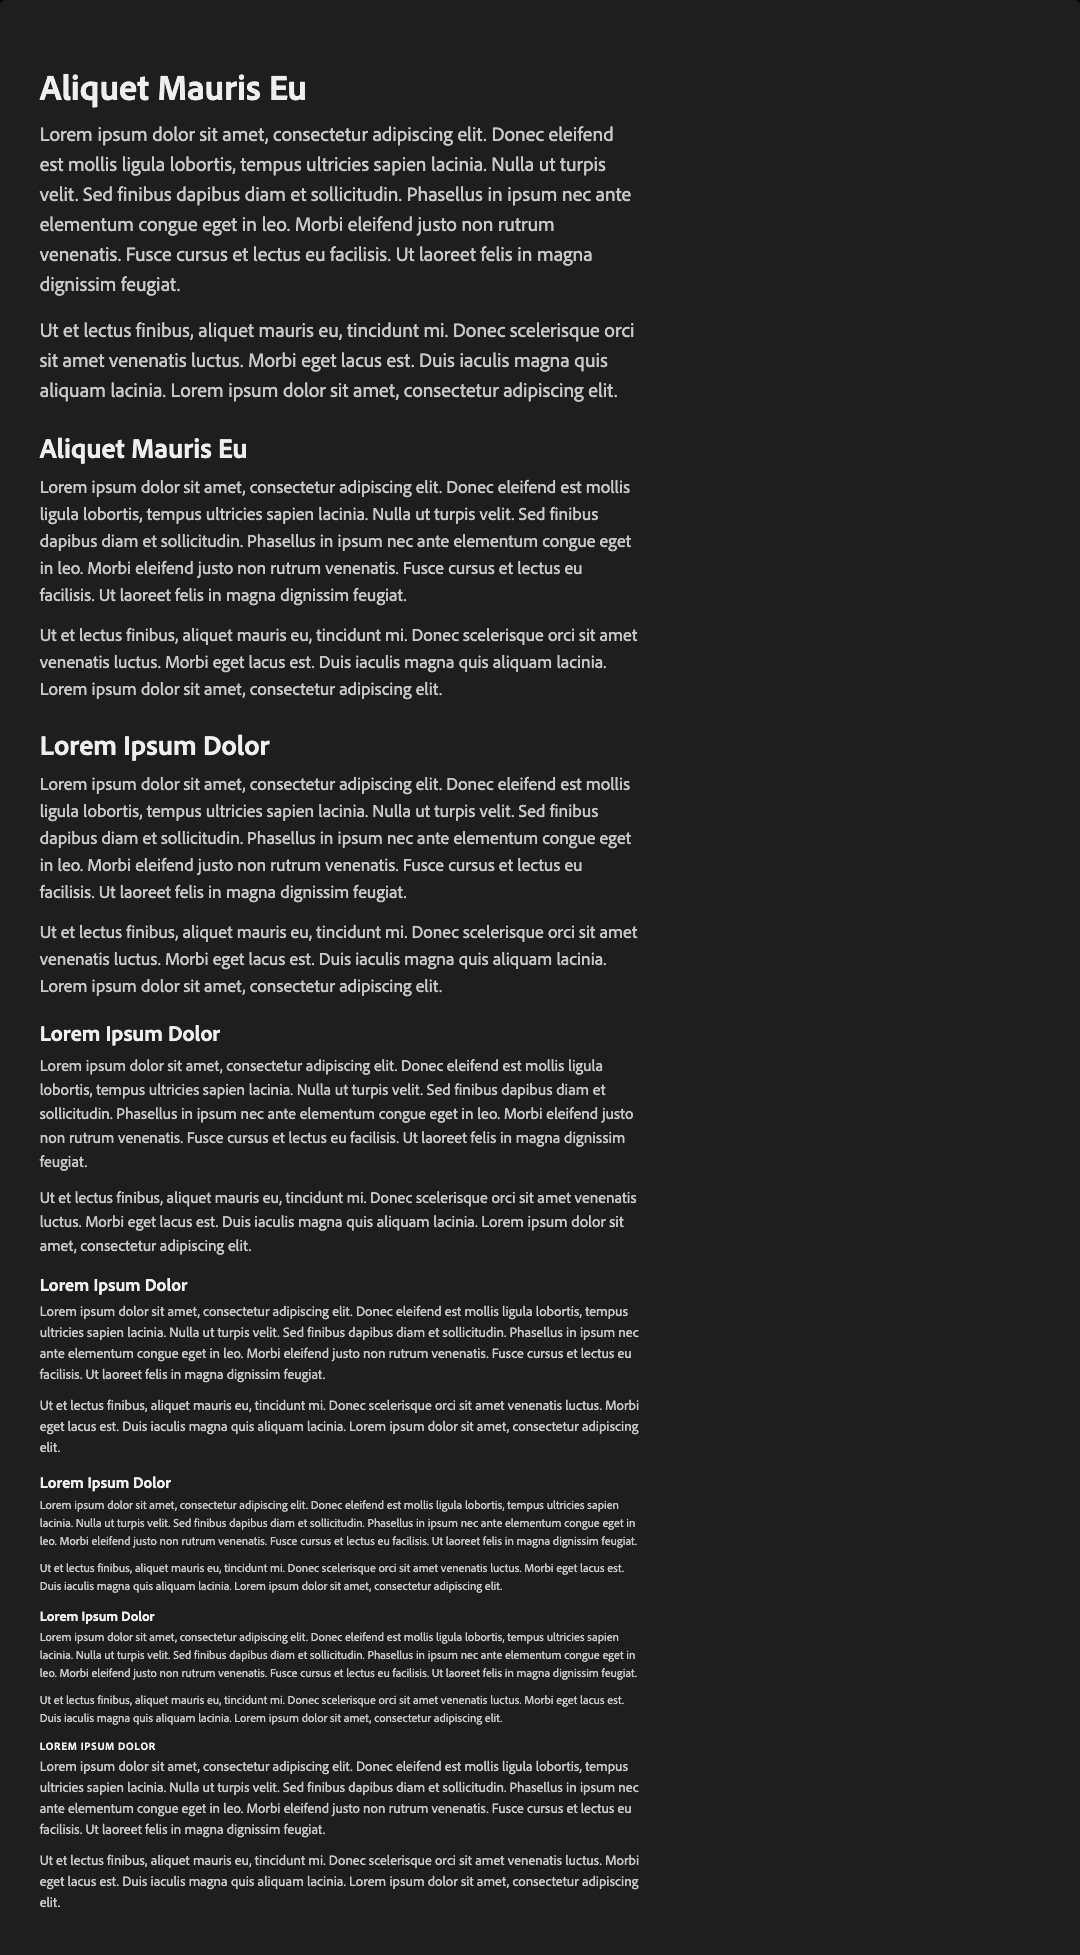 Aliquet Mauris Eu
Lorem ipsum dolor sit amet, consectetur adipiscing elit. Donec eleifend
est mollis ligula lobortis, tempus ultricies sapien lacinia. Nulla ut turpis
velit. Sed finibus dapibus diam et sollicitudin. Phasellus in ipsum nec ante
elementum congue eget in leo. Morbi eleifend justo non rutrum
venenatis. Fusce cursus et lectus eu facilisis. Ut laoreet felis in magna
dignissim feugiat.
Ut et lectus finibus, aliquet mauris eu, tincidunt mi. Donec scelerisque orci
sit amet venenatis luctus. Morbi eget lacus est. Duis iaculis magna quis
aliquam lacinia. Lorem ipsum dolor sit amet, consectetur adipiscing elit.
Aliquet Mauris Eu
Lorem ipsum dolor sit amet, consectetur adipiscing elit. Donec eleifend est mollis
ligula lobortis, tempus ultricies sapien lacinia. Nulla ut turpis velit. Sed finibus
dapibus diam et sollicitudin. Phasellus in ipsum nec ante elementum congue eget
in leo. Morbi eleifend justo non rutrum venenatis. Fusce cursus et lectus eu
facilisis. Ut laoreet felis in magna dignissim feugiat.
Ut et lectus finibus, aliquet mauris eu, tincidunt mi. Donec scelerisque orci sit amet
venenatis luctus. Morbi eget lacus est. Duis iaculis magna quis aliquam lacinia.
Lorem ipsum dolor sit amet, consectetur adipiscing elit.
Lorem Ipsum Dolor
Lorem ipsum dolor sit amet, consectetur adipiscing elit. Donec eleifend est mollis
ligula lobortis, tempus ultricies sapien lacinia. Nulla ut turpis velit. Sed finibus
dapibus diam et sollicitudin. Phasellus in ipsum nec ante elementum congue eget
in leo. Morbi eleifend justo non rutrum venenatis. Fusce cursus et lectus eu
facilisis. Ut laoreet felis in magna dignissim feugiat.
Ut et lectus finibus, aliquet mauris eu, tincidunt mi. Donec scelerisque orci sit amet
venenatis luctus. Morbi eget lacus est. Duis iaculis magna quis aliquam lacinia.
Lorem ipsum dolor sit amet, consectetur adipiscing elit.
Lorem Ipsum Dolor
Lorem ipsum dolor sit amet, consectetur adipiscing elit. Donec eleifend est mollis ligula
lobortis, tempus ultricies sapien lacinia. Nulla ut turpis velit. Sed finibus dapibus diam et
sollicitudin. Phasellus in ipsum nec ante elementum congue eget in leo. Morbi eleifend justo
non rutrum venenatis. Fusce cursus et lectus eu facilisis. Ut laoreet felis in magna dignissim
feugiat.
Ut et lectus finibus, aliquet mauris eu, tincidunt mi. Donec scelerisque orci sit amet venenatis
luctus. Morbi eget lacus est. Duis iaculis magna quis aliquam lacinia. Lorem ipsum dolor sit
amet, consectetur adipiscing elit.
Lorem Ipsum Dolor
Lorem ipsum dolor sit amet, consectetur adipiscing elit. Donec eleifend est mollis ligula lobortis, tempus
ultricies sapien lacinia. Nulla ut turpis velit. Sed finibus dapibus diam et sollicitudin. Phasellus in ipsum nec
ante elementum congue eget in leo. Morbi eleifend justo non rutrum venenatis. Fusce cursus et lectus eu
facilisis. Ut laoreet felis in magna dignissim feugiat.
Ut et lectus finibus, aliquet mauris eu, tincidunt mi. Donec scelerisque orci sit amet venenatis luctus. Morbi
eget lacus est. Duis iaculis magna quis aliquam lacinia. Lorem ipsum dolor sit amet, consectetur adipiscing
elit.
Lorem Ipsum Dolor
Lorem ipsum dolor sit amet, consectetur adipiscing elit. Donec eleifend est mollis ligula lobortis, tempus ultricies sapien
lacinia. Nulla ut turpis velit. Sed finibus dapibus diam et sollicitudin. Phasellus in ipsum nec ante elementum congue eget in
leo. Morbi eleifend justo non rutrum venenatis. Fusce cursus et lectus eu facilisis. Ut laoreet felis in magna dignissim feugiat.
Ut et lectus finibus, aliquet mauris eu, tincidunt mi. Donec scelerisque orci sit amet venenatis luctus. Morbi eget lacus est.
Duis iaculis magna quis aliquam lacinia. Lorem ipsum dolor sit amet, consectetur adipiscing elit.
Lorem Ipsum Dolor
Lorem ipsum dolor sit amet, consectetur adipiscing elit. Donec eleifend est mollis ligula lobortis, tempus ultricies sapien
lacinia. Nulla ut turpis velit. Sed finibus dapibus diam et sollicitudin. Phasellus in ipsum nec ante elementum congue eget in
leo. Morbi eleifend justo non rutrum venenatis. Fusce cursus et lectus eu facilisis. Ut laoreet felis in magna dignissim feugiat.
Ut et lectus finibus, aliquet mauris eu, tincidunt mi. Donec scelerisque orci sit amet venenatis luctus. Morbi eget lacus est.
Duis iaculis magna quis aliquam lacinia. Lorem ipsum dolor sit amet, consectetur adipiscing elit.
LOREM IPSUM DOLOR
Lorem ipsum dolor sit amet, consectetur adipiscing elit. Donec eleifend est mollis ligula lobortis, tempus
ultricies sapien lacinia. Nulla ut turpis velit. Sed finibus dapibus diam et sollicitudin. Phasellus in ipsum nec
ante elementum congue eget in leo. Morbi eleifend justo non rutrum venenatis. Fusce cursus et lectus eu
facilisis. Ut laoreet felis in magna dignissim feugiat.
Ut et lectus finibus, aliquet mauris eu, tincidunt mi. Donec scelerisque orci sit amet venenatis luctus. Morbi
eget lacus est. Duis iaculis magna quis aliquam lacinia. Lorem ipsum dolor sit amet, consectetur adipiscing
elit.